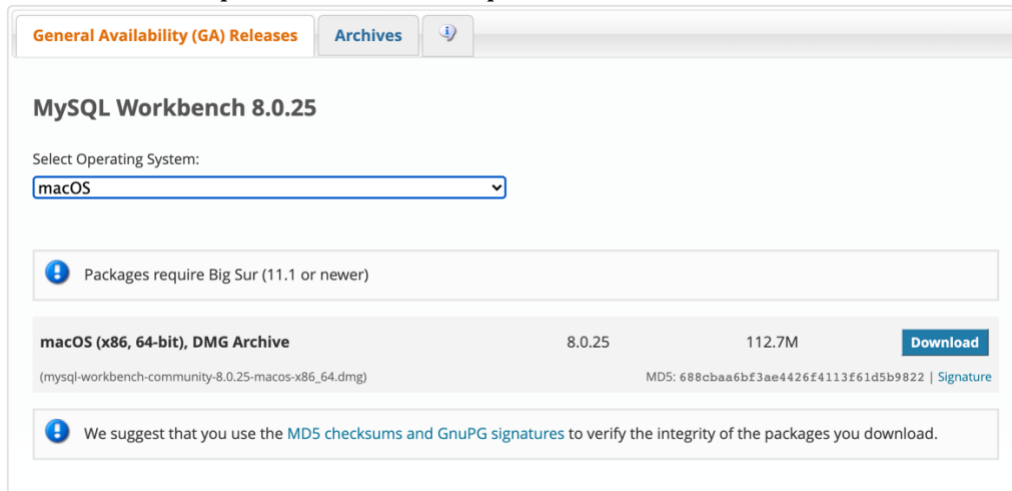 General Availability (GA) Releases Archives
MySQL Workbench 8.0.25
Select Operating System:
macOS
Packages require Big Sur (11.1 or newer)
macOS (x86, 64-bit), DMG Archive 8.0.25 112.7M Download
(mysql-workbench-community-8.0.25-macos-x86_64.dmg) MD5: 688cbaa6bf3ae4426f4113f61d5b9822 | Signature
We suggest that you use the MD5 checksums and GnuPG signatures to verify the integrity of the packages you download.